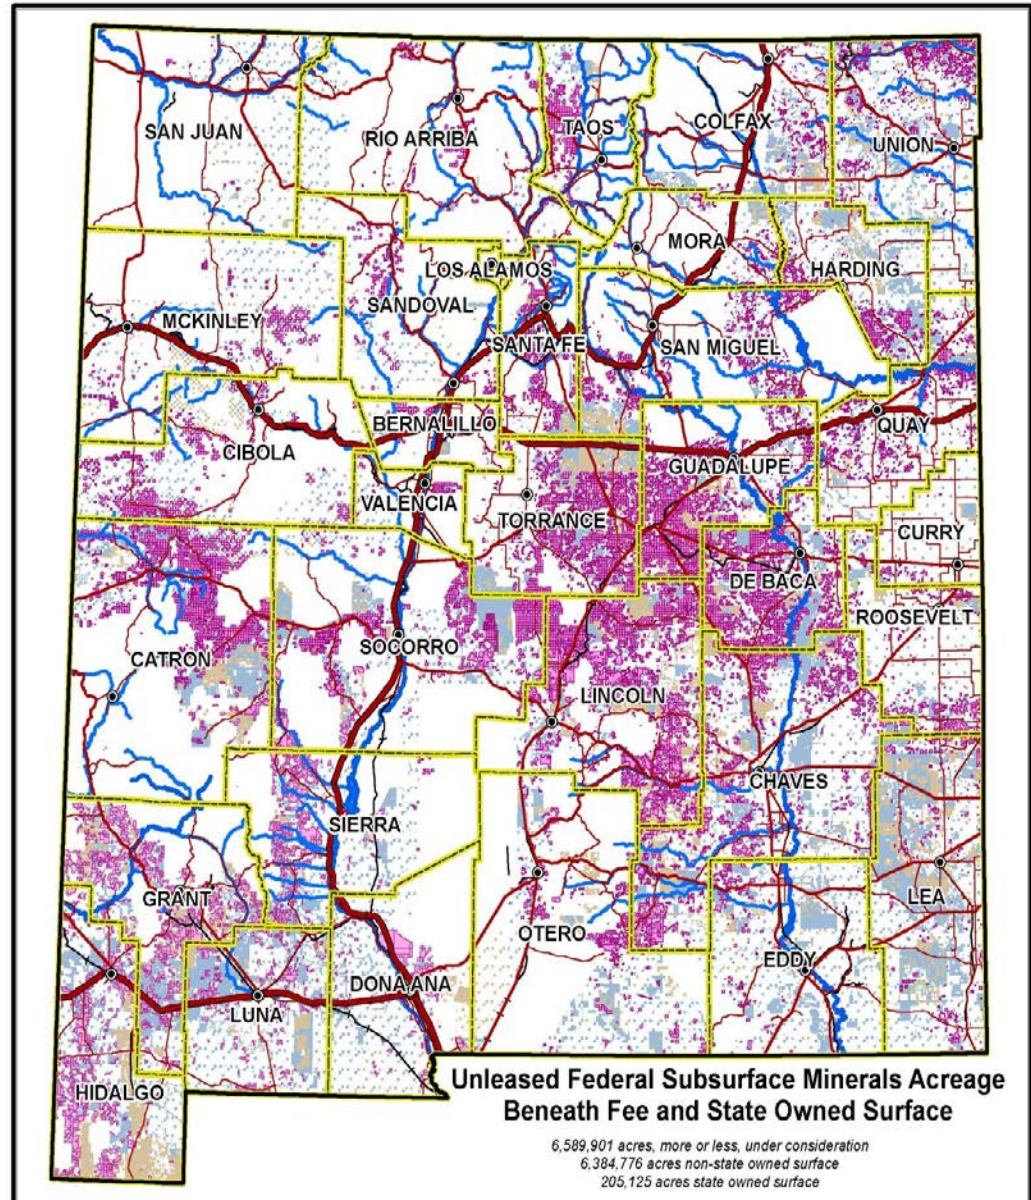 SAN JUAN
RIO ARRIBA
TAOS
COLFAX
UNION
MORA
HARDING
LOS ALAMOS
SANDOVAL
MCKINLEY
SANTA FE
SAN MIGUEL
BERNALILLO
QUAY
CIBOLA
GUADALUPE
VALENCIA
TORRANCE
CURRY
DE BACA
ROOSEVELT
SOCORRO
CATRON
LINCOLN
CHAVES
SIERRA
GRANT
LEA
OTERO
EDDY
DONA ANA
LUNA
HIDALGO
Unleased Federal Subsurface Minerals Acreage
Beneath Fee and State Owned Surface
6,589,901 acres, more or less, under consideration
6,384,776 acres non-state owned surface
205,125 acres state owned surface